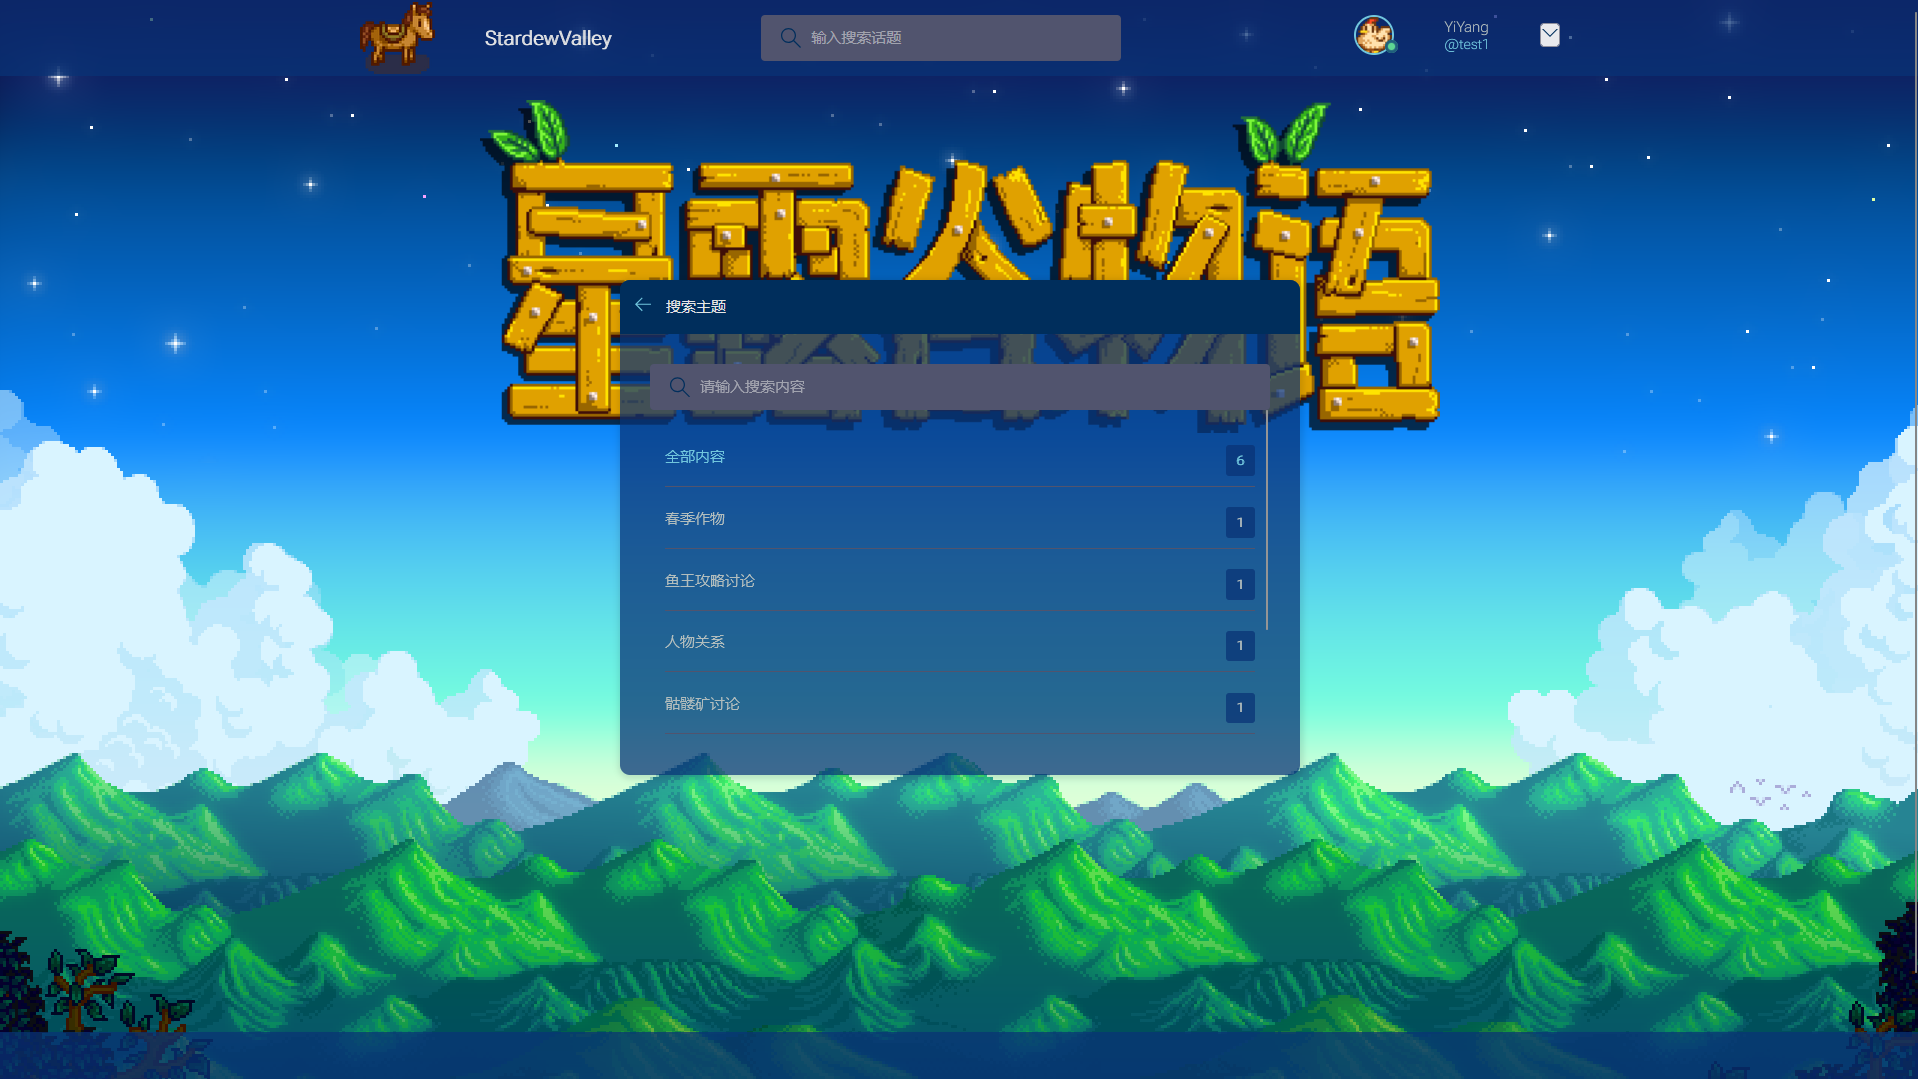 StardewValley
输入搜索话题
YiYang
@test1
星露谷物语
搜索主题
请输入搜索内容
全部内容
6
春季作物
1
鱼王攻略讨论
1
人物关系
1
骷髅矿讨论
1